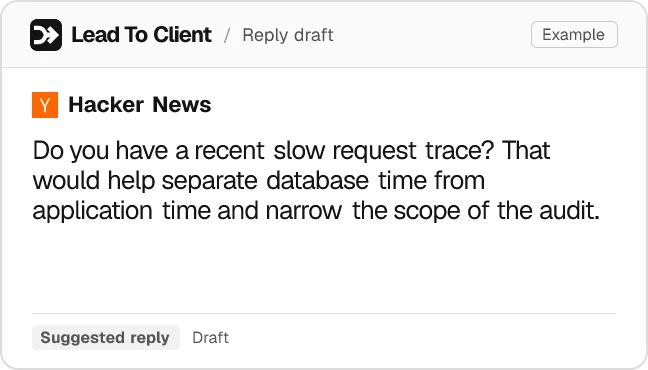 Lead To Client / Reply draft
Example
Y Hacker News
Do you have a recent slow request trace? That
would help separate database time from
application time and narrow the scope of the audit.
Suggested reply Draft